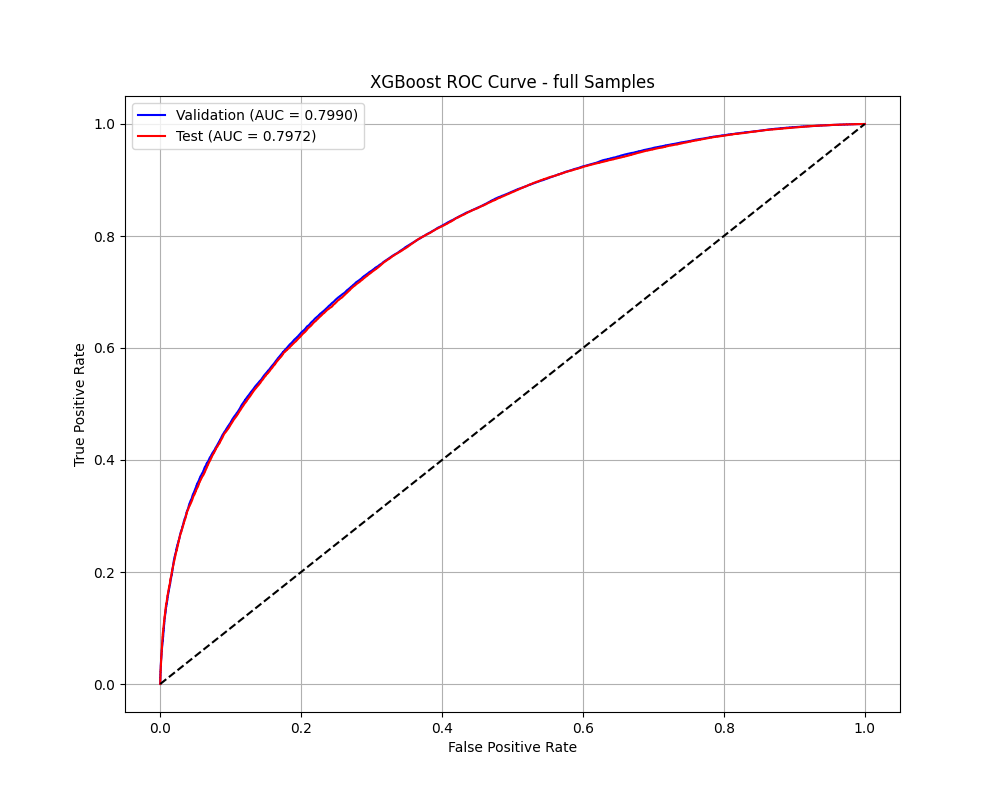 XGBoost ROC Curve - full Samples
Validation (AUC = 0.7990)
Test (AUC = 0.7972)
True Positive Rate
1.0
0.8
0.6
0.4
0.2
0.0
0.0 0.2 0.4 0.6 0.8 1.0
False Positive Rate